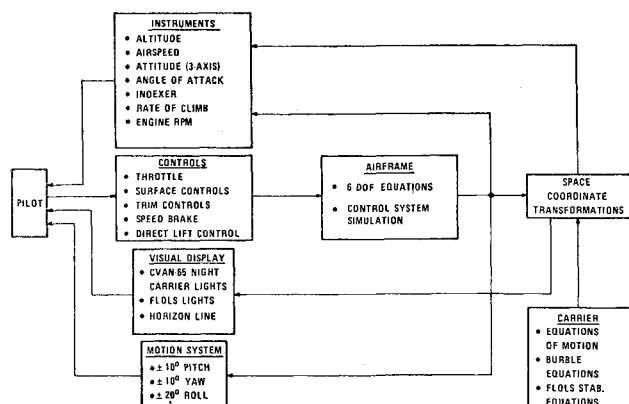 INSTRUMENTS
• ALTITUDE
• AIRSPEED
• ATTITUDE (3-AXIS)
• ANGLE OF ATTACK
• INDEXER
• RATE OF CLIMB
• ENGINE RPM
PILOT
CONTROLS
• THROTTLE
• SURFACE CONTROLS
• TRIM CONTROLS
• SPEED BRAKE
• DIRECT LIFT CONTROL
AIRFRAME
• 6 DOF EQUATIONS
• CONTROL SYSTEM
SIMULATION
SPACE
COORDINATE
TRANSFORMATIONS
VISUAL DISPLAY
• CVAN-65 NIGHT
CARRIER LIGHTS
• FLOLS LIGHTS
• HORIZON LINE
MOTION SYSTEM
• ± 10° PITCH
• ± 10° YAW
• ± 20° ROLL
CARRIER
• EQUATIONS
OF MOTION
• BURBLE
EQUATIONS
• FLOLS STAB.
EQUATIONS